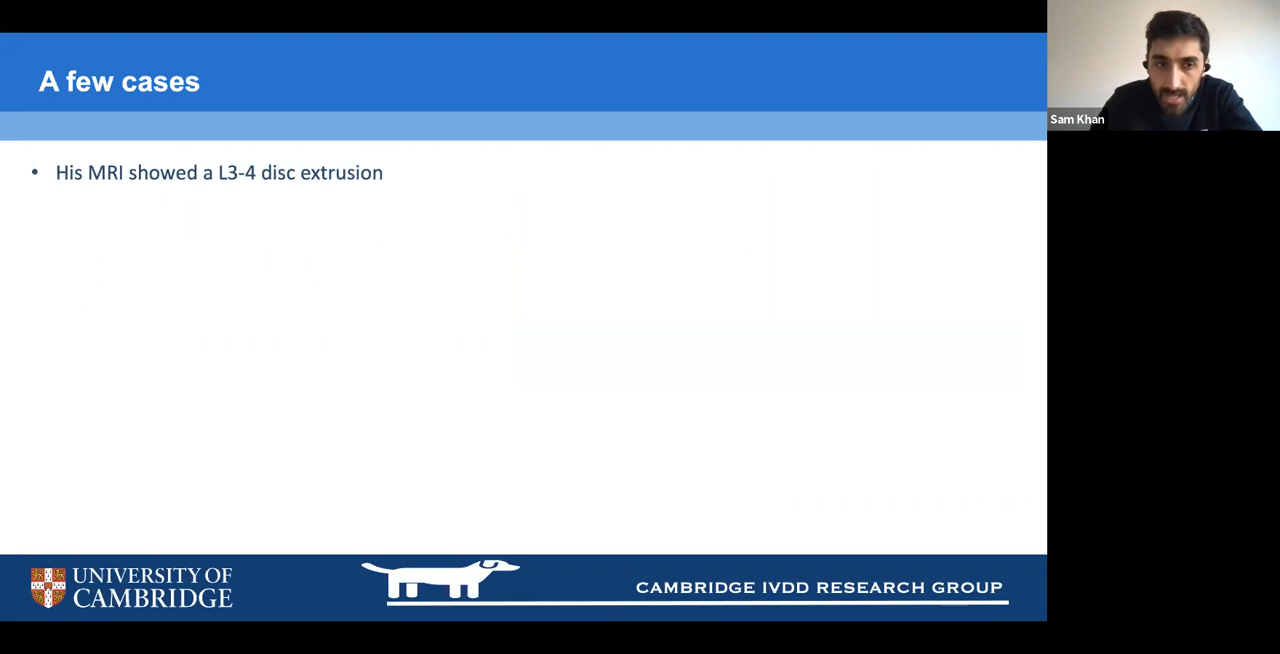 A few cases
Sam Khan
• His MRI showed a L3-4 disc extrusion
UNIVERSITY OF
CAMBRIDGE
CAMBRIDGE IVDD RESEARCH GROUP